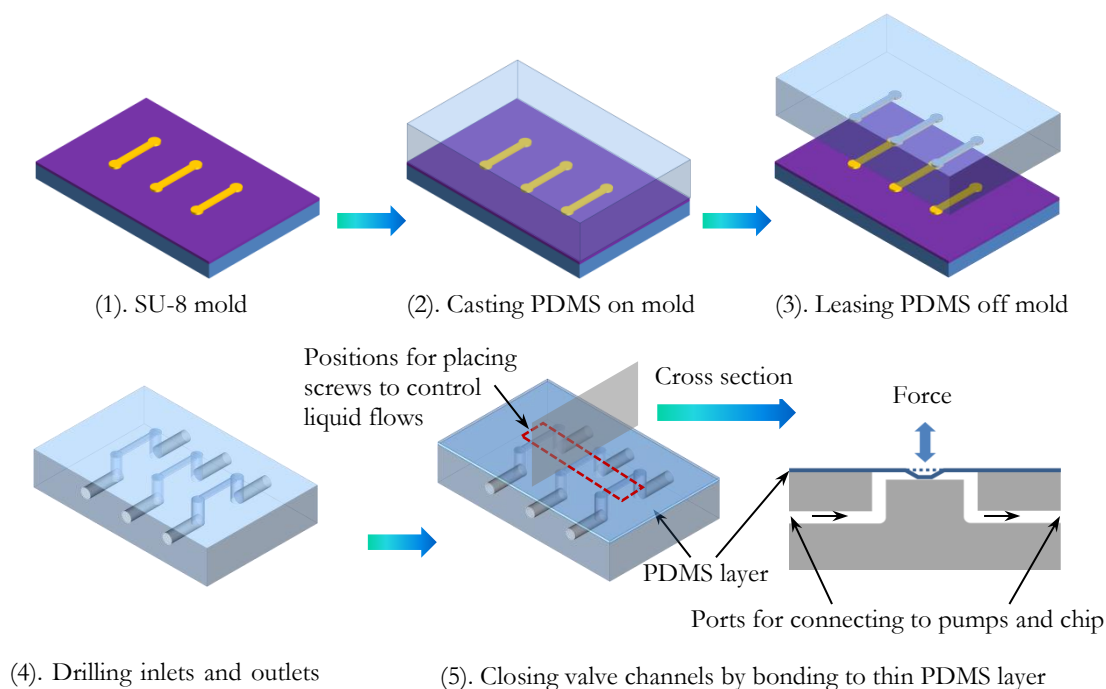 (1). SU-8 mold
(2). Casting PDMS on mold
(3). Leasing PDMS off mold
Positions for placing
screws to control
liquid flows
Cross section
Force
PDMS layer
Ports for connecting to pumps and chip
(4). Drilling inlets and outlets
(5). Closing valve channels by bonding to thin PDMS layer